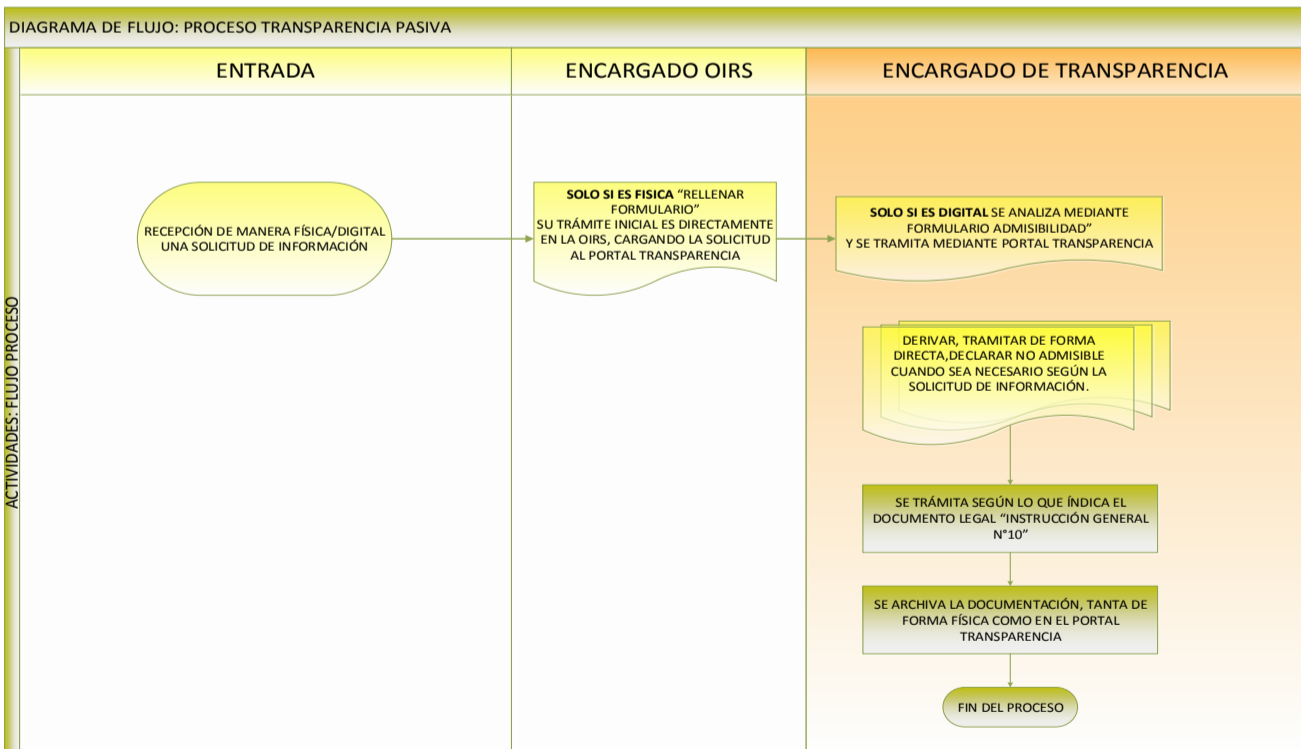 DIAGRAMA DE FLUJO: PROCESO TRANSPARENCIA PASIVA
ACTIVIDADES: FLUJO PROCESO
ENTRADA
ENCARGADO OIRS
ENCARGADO DE TRANSPARENCIA
RECEPCIÓN DE MANERA FÍSICA/DIGITAL
UNA SOLICITUD DE INFORMACIÓN
SOLO SI ES FISICA “RELLENAR
FORMULARIO”
SU TRÁMITE INICIAL ES DIRECTAMENTE
EN LA OIRS, CARGANDO LA SOLICITUD
AL PORTAL TRANSPARENCIA
SOLO SI ES DIGITAL SE ANALIZA MEDIANTE
FORMULARIO ADMISIBILIDAD”
Y SE TRAMITA MEDIANTE PORTAL TRANSPARENCIA
DERIVAR, TRAMITAR DE FORMA
DIRECTA,DECLARAR NO ADMISIBLE
CUANDO SEA NECESARIO SEGÚN LA
SOLICITUD DE INFORMACIÓN.
SE TRÁMITA SEGÚN LO QUE ÍNDICA EL
DOCUMENTO LEGAL “INSTRUCCIÓN GENERAL
N°10”
SE ARCHIVA LA DOCUMENTACIÓN, TANTA DE
FORMA FÍSICA COMO EN EL PORTAL
TRANSPARENCIA
FIN DEL PROCESO